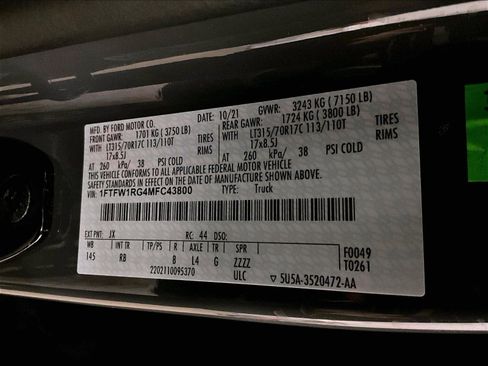 MFD. BY FORD MOTOR CO.
DATE: 10/21 GVWR: 3243 KG ( 7150 LB)
FRONT GAWR: 1701 KG ( 3750 LB)
REAR GAWR: 1724 KG ( 3800 LB)
WITH LT315/70R17C 113/110T TIRES
WITH LT315/70R17C 113/110T TIRES
17x8.5J RIMS
17x8.5J RIMS
AT 260 kPa/ 38 PSI COLD
AT 260 kPa/ 38 PSI COLD
THIS VEHICLE CONFORMS TO ALL APPLICABLE FEDERAL MOTOR VEHICLE
SAFETY STANDARDS IN EFFECT ON THE DATE OF MANUFACTURE SHOWN ABOVE.
VIN: 1FTFW1RG4MFC43800 TYPE: Truck
EXT PNT: JX RC: 44 DSO:
WB INT TR TP/PS R AXLE TR SPR
145 RB B L4 G ZZZZ
F0049
T0261
2202110095370 ULC 5U5A-3520472-AA